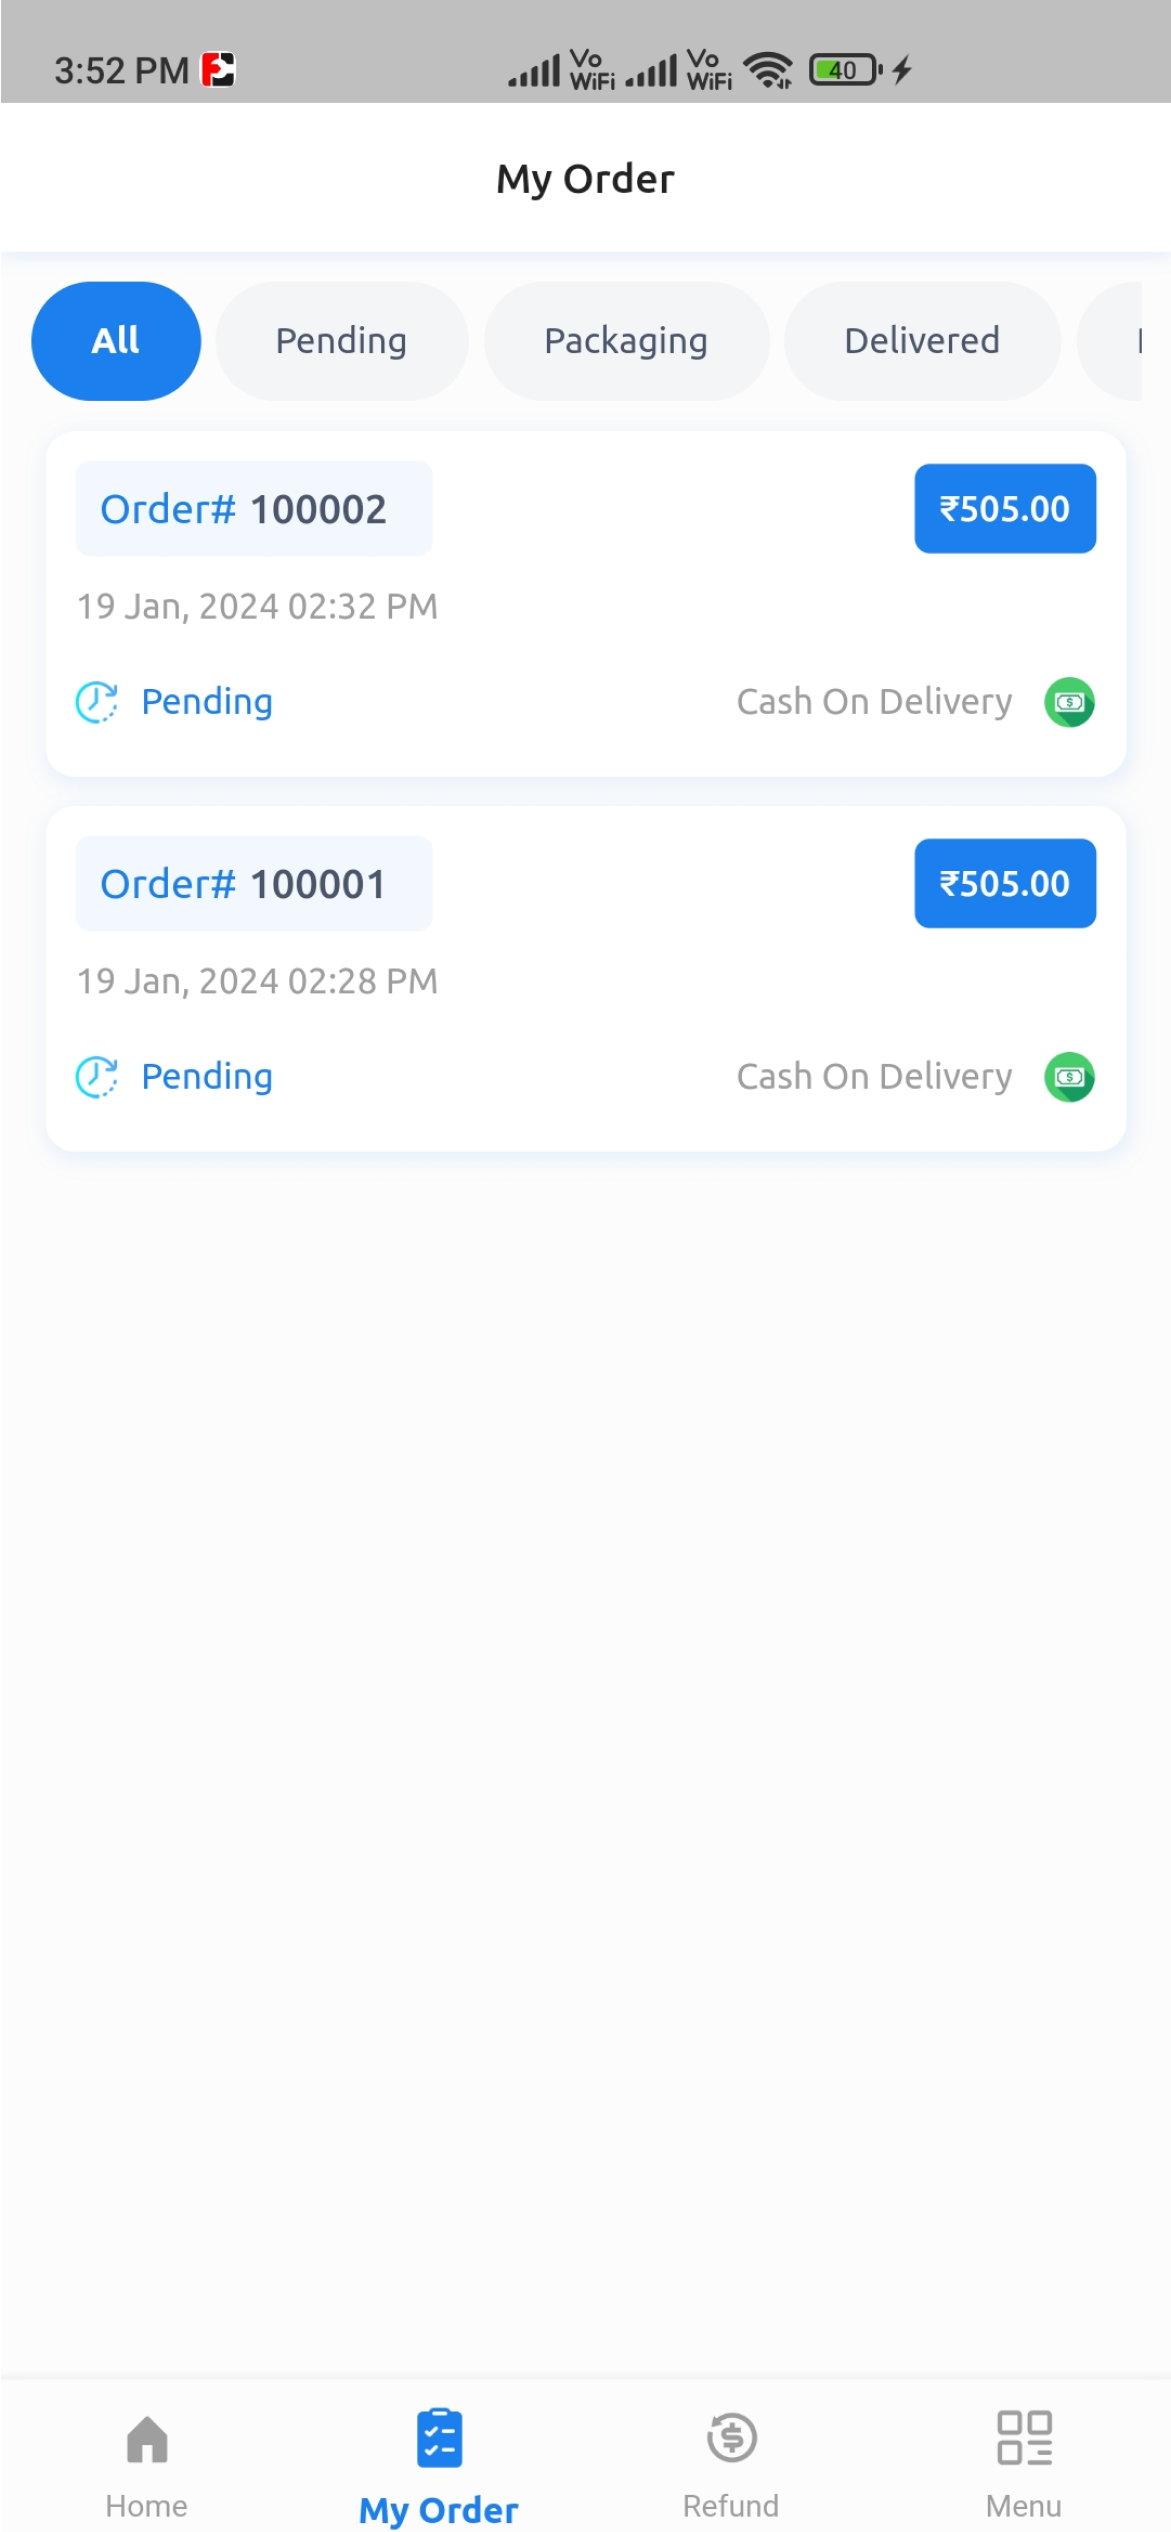 3:52 PM
Vo WiFi Vo WiFi 40
My Order
All Pending Packaging Delivered
Order# 100002 ₹505.00
19 Jan, 2024 02:32 PM
Pending Cash On Delivery
Order# 100001 ₹505.00
19 Jan, 2024 02:28 PM
Pending Cash On Delivery
Home My Order Refund Menu